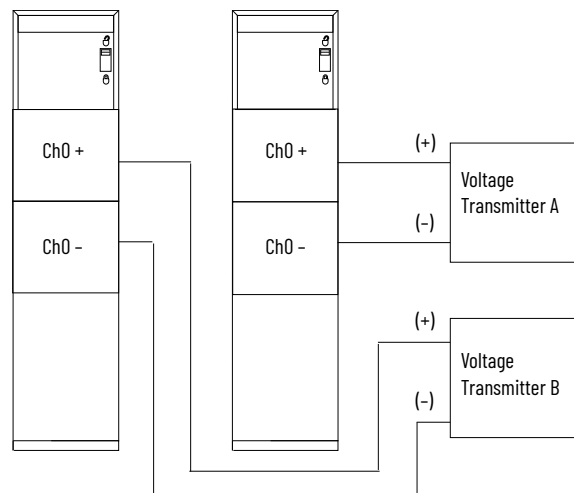 Ch0 +
Ch0 –
Ch0 +
Ch0 –
(+)
(–)
Voltage
Transmitter A
(+)
(–)
Voltage
Transmitter B